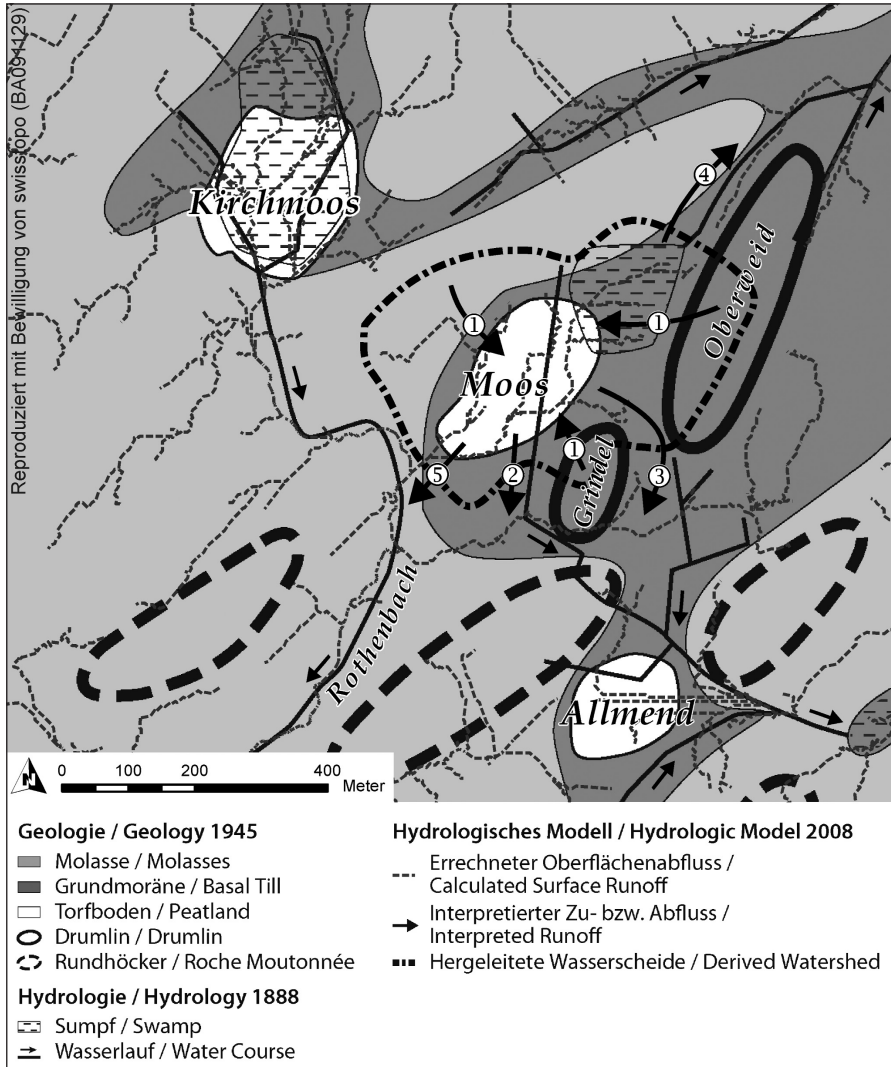 Reproduziert mit Bewilligung von swisstopo (BA091129)
Kirchmoos
④
Oberweid
①
①
Moos
①
⑤
②
Grindel
③
Rothenbach
Allmend
N
0 100 200 400 Meter
Geologie / Geology 1945
Molasse / Molasses
Grundmoräne / Basal Till
Torfboden / Peatland
Drumlin / Drumlin
Rundhöcker / Roche Moutonnée
Hydrologie / Hydrology 1888
Sumpf / Swamp
Wasserlauf / Water Course
Hydrologisches Modell / Hydrologic Model 2008
Errechneter Oberflächenabfluss /
Calculated Surface Runoff
Interpretierter Zu- bzw. Abfluss /
Interpreted Runoff
Hergeleitete Wasserscheide / Derived Watershed